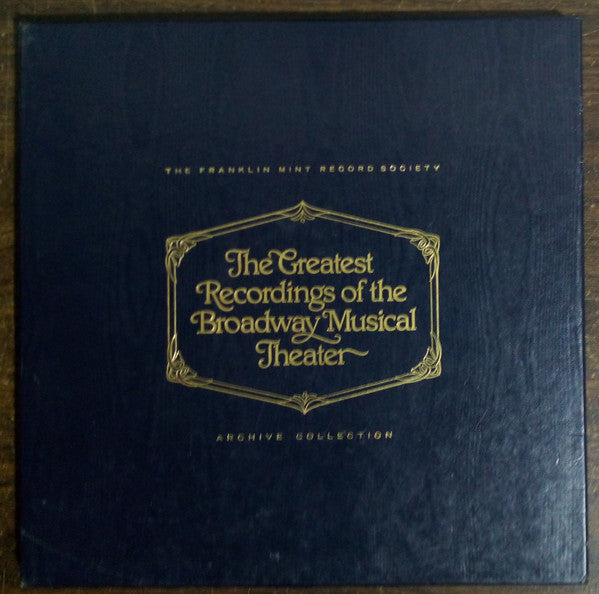 THE FRANKLIN MINT RECORD SOCIETY
The Greatest
Recordings of the
Broadway Musical
Theater
ARCHIVE COLLECTION